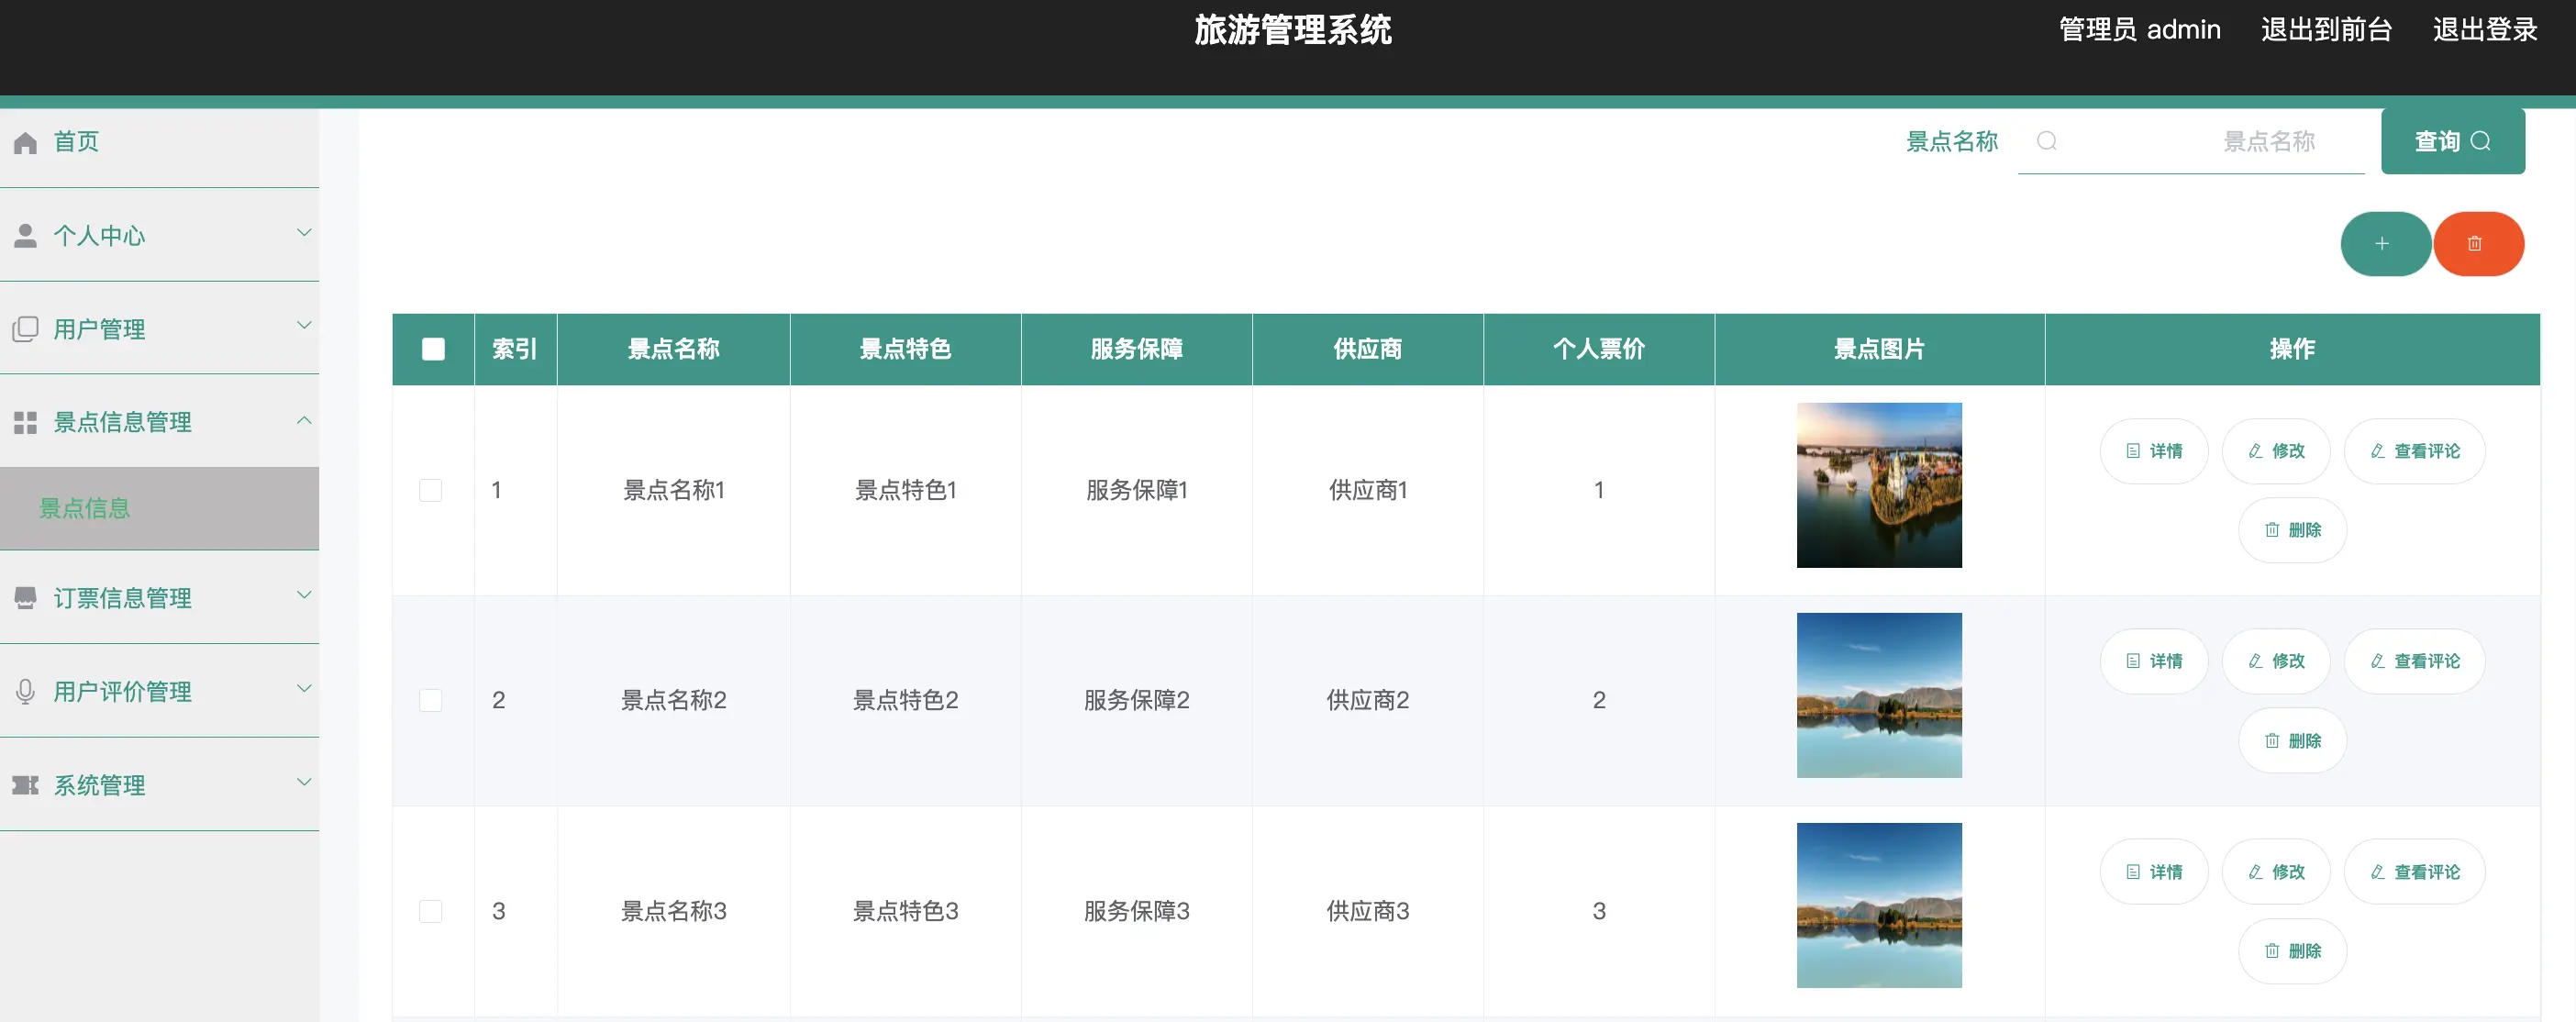 旅游管理系统
管理员 admin 退出到前台 退出登录
首页
个人中心
用户管理
景点信息管理
景点信息
订票信息管理
用户评价管理
系统管理
景点名称 景点名称 查询
索引 景点名称 景点特色 服务保障 供应商 个人票价 景点图片 操作
1 景点名称1 景点特色1 服务保障1 供应商1 1 详情 修改 查看评论
删除
2 景点名称2 景点特色2 服务保障2 供应商2 2 详情 修改 查看评论
删除
3 景点名称3 景点特色3 服务保障3 供应商3 3 详情 修改 查看评论
删除